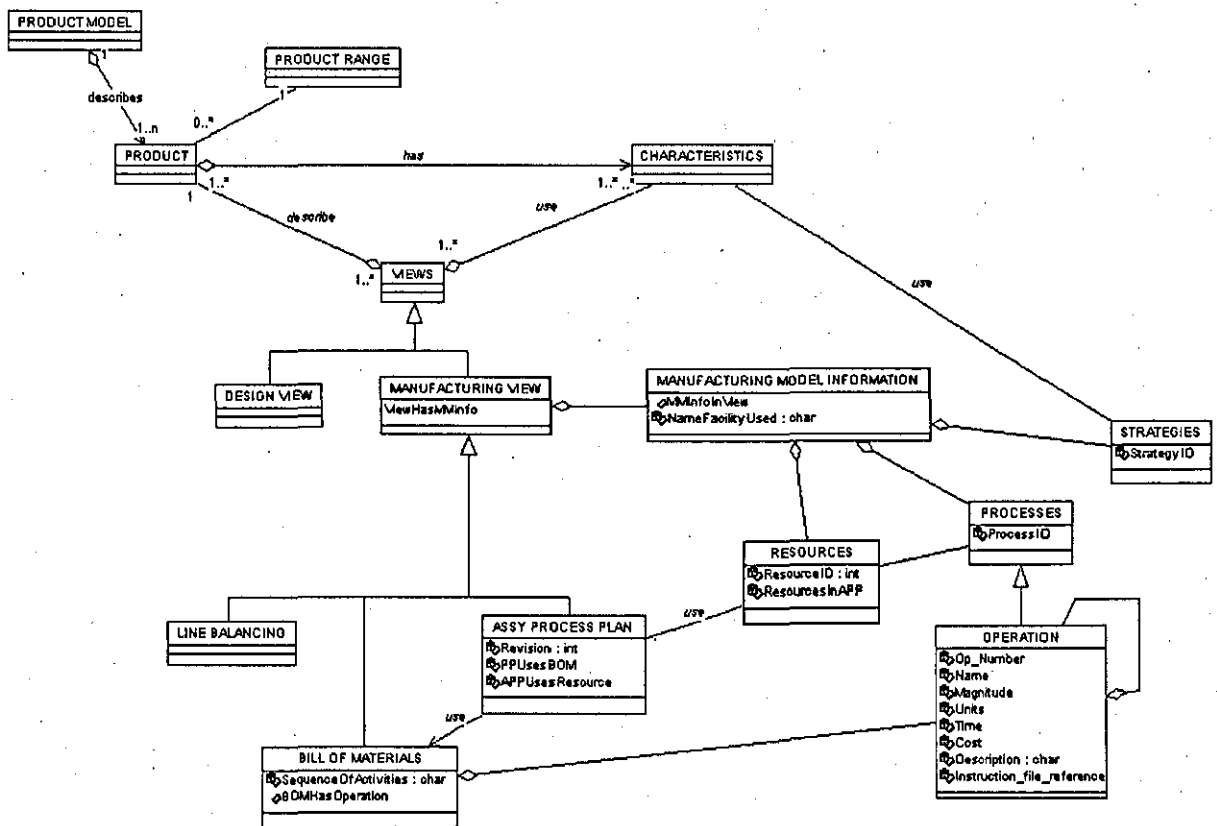 PRODUCT MODEL
1
PRODUCT RANGE
describes
1
1..n
0..*
PRODUCT
has
CHARACTERISTICS
1..*
1..* ..*
1
describe
use
1..*
VIEWS
1..*
use
DESIGN VIEW
MANUFACTURING VIEW
ViewHasMMinfo
MANUFACTURING MODEL INFORMATION
MMInfoInView
NameFacilityUsed : char
STRATEGIES
StrategyID
PROCESSES
ProcessID
RESOURCES
ResourceID : int
ResourcesInAPP
use
LINE BALANCING
ASSY PROCESS PLAN
Revision : int
PPUsesBOM
APPUsesResource
OPERATION
Op_Number
Name
Magnitude
Units
Time
Cost
Description : char
Instruction_file_reference
use
BILL OF MATERIALS
SequenceOfActivities : char
BOMHasOperation